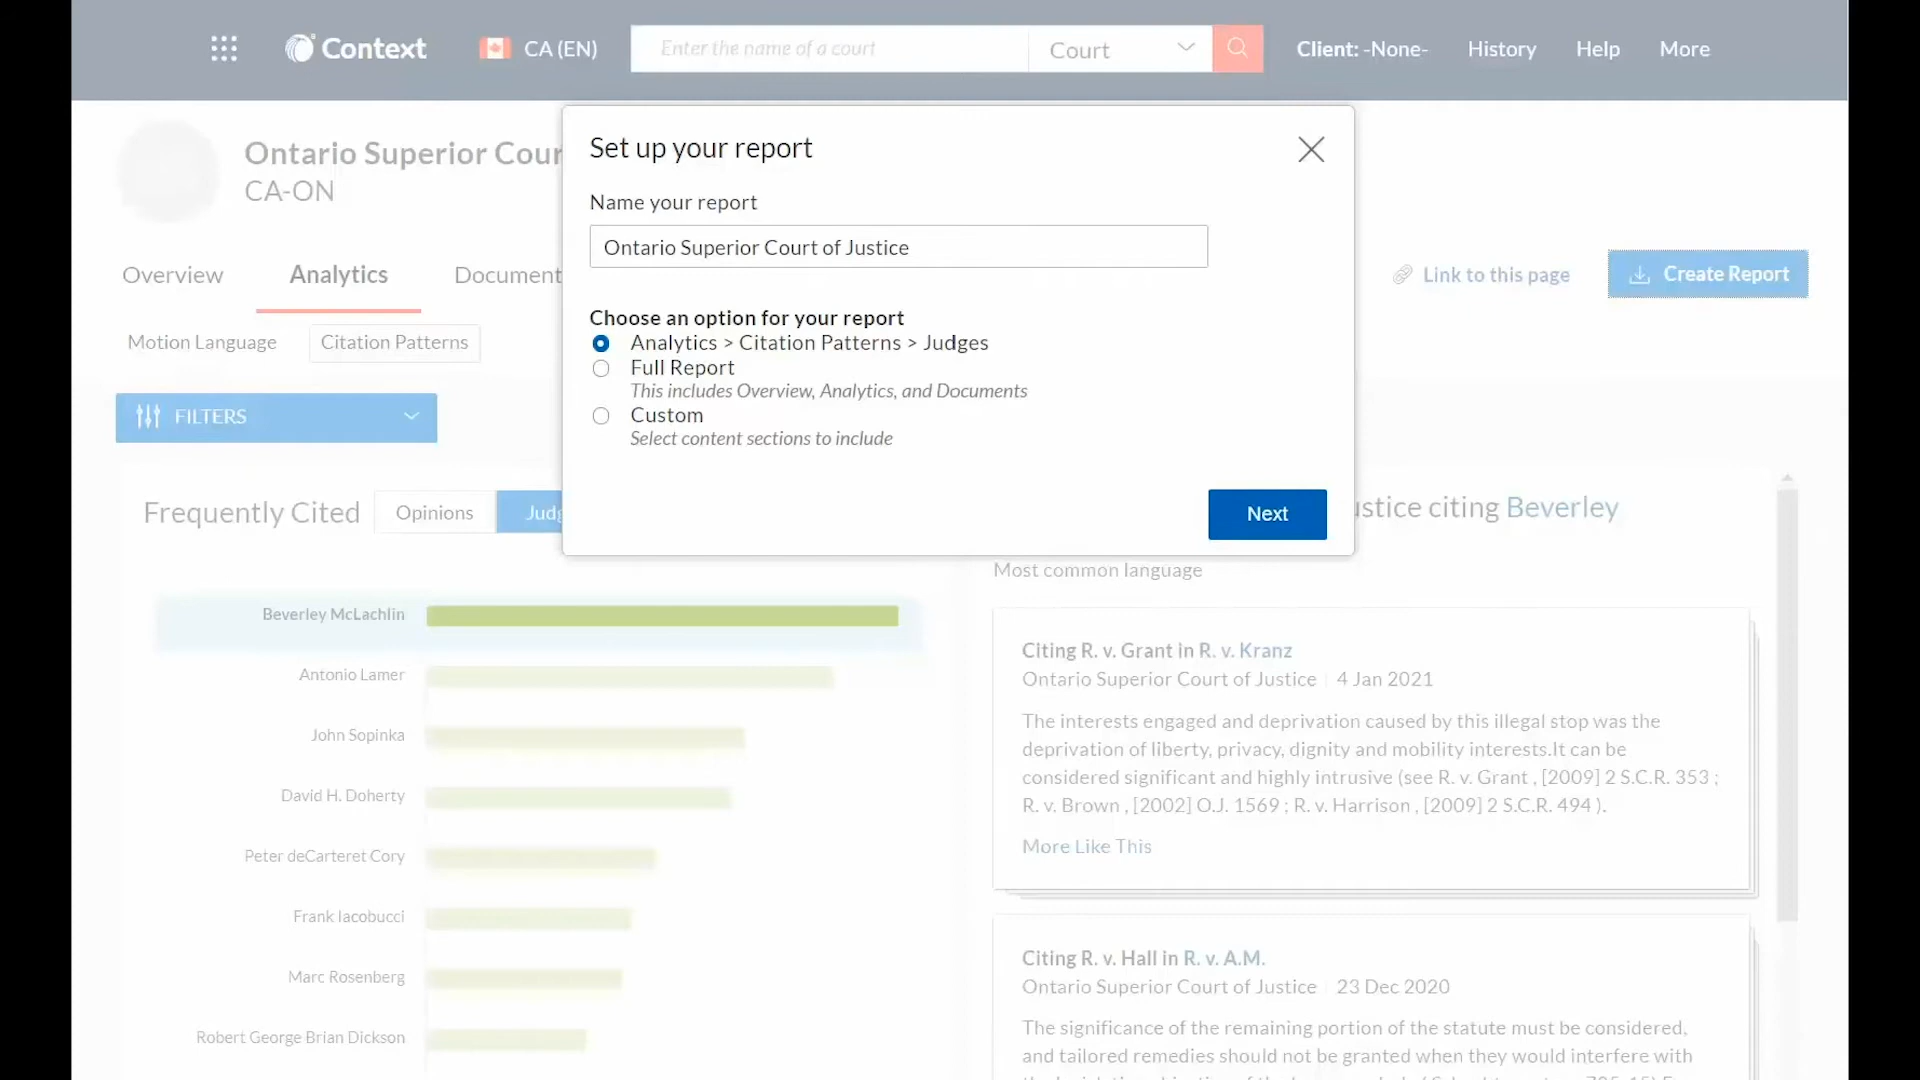 Context
CA (EN)
Enter the name of a court
Court
Client: -None-
History
Help
More
Ontario Superior Cour
CA-ON
Overview
Analytics
Document
Link to this page
Create Report
Motion Language
Citation Patterns
FILTERS
Set up your report
Name your report
Ontario Superior Court of Justice
Choose an option for your report
Analytics > Citation Patterns > Judges
Full Report
This includes Overview, Analytics, and Documents
Custom
Select content sections to include
Next
Frequently Cited
Opinions
Judg
Beverley McLachlin
Antonio Lamer
John Sopinka
David H. Doherty
Peter deCarteret Cory
Frank Iacobucci
Marc Rosenberg
Robert George Brian Dickson
ustice citing Beverley
Most common language
Citing R. v. Grant in R. v. Kranz
Ontario Superior Court of Justice | 4 Jan 2021
The interests engaged and deprivation caused by this illegal stop was the
deprivation of liberty, privacy, dignity and mobility interests.It can be
considered significant and highly intrusive (see R. v. Grant , [2009] 2 S.C.R. 353 ;
R. v. Brown , [2002] O.J. 1569 ; R. v. Harrison , [2009] 2 S.C.R. 494 ).
More Like This
Citing R. v. Hall in R. v. A.M.
Ontario Superior Court of Justice | 23 Dec 2020
The significance of the remaining portion of the statute must be considered,
and tailored remedies should not be granted when they would interfere with